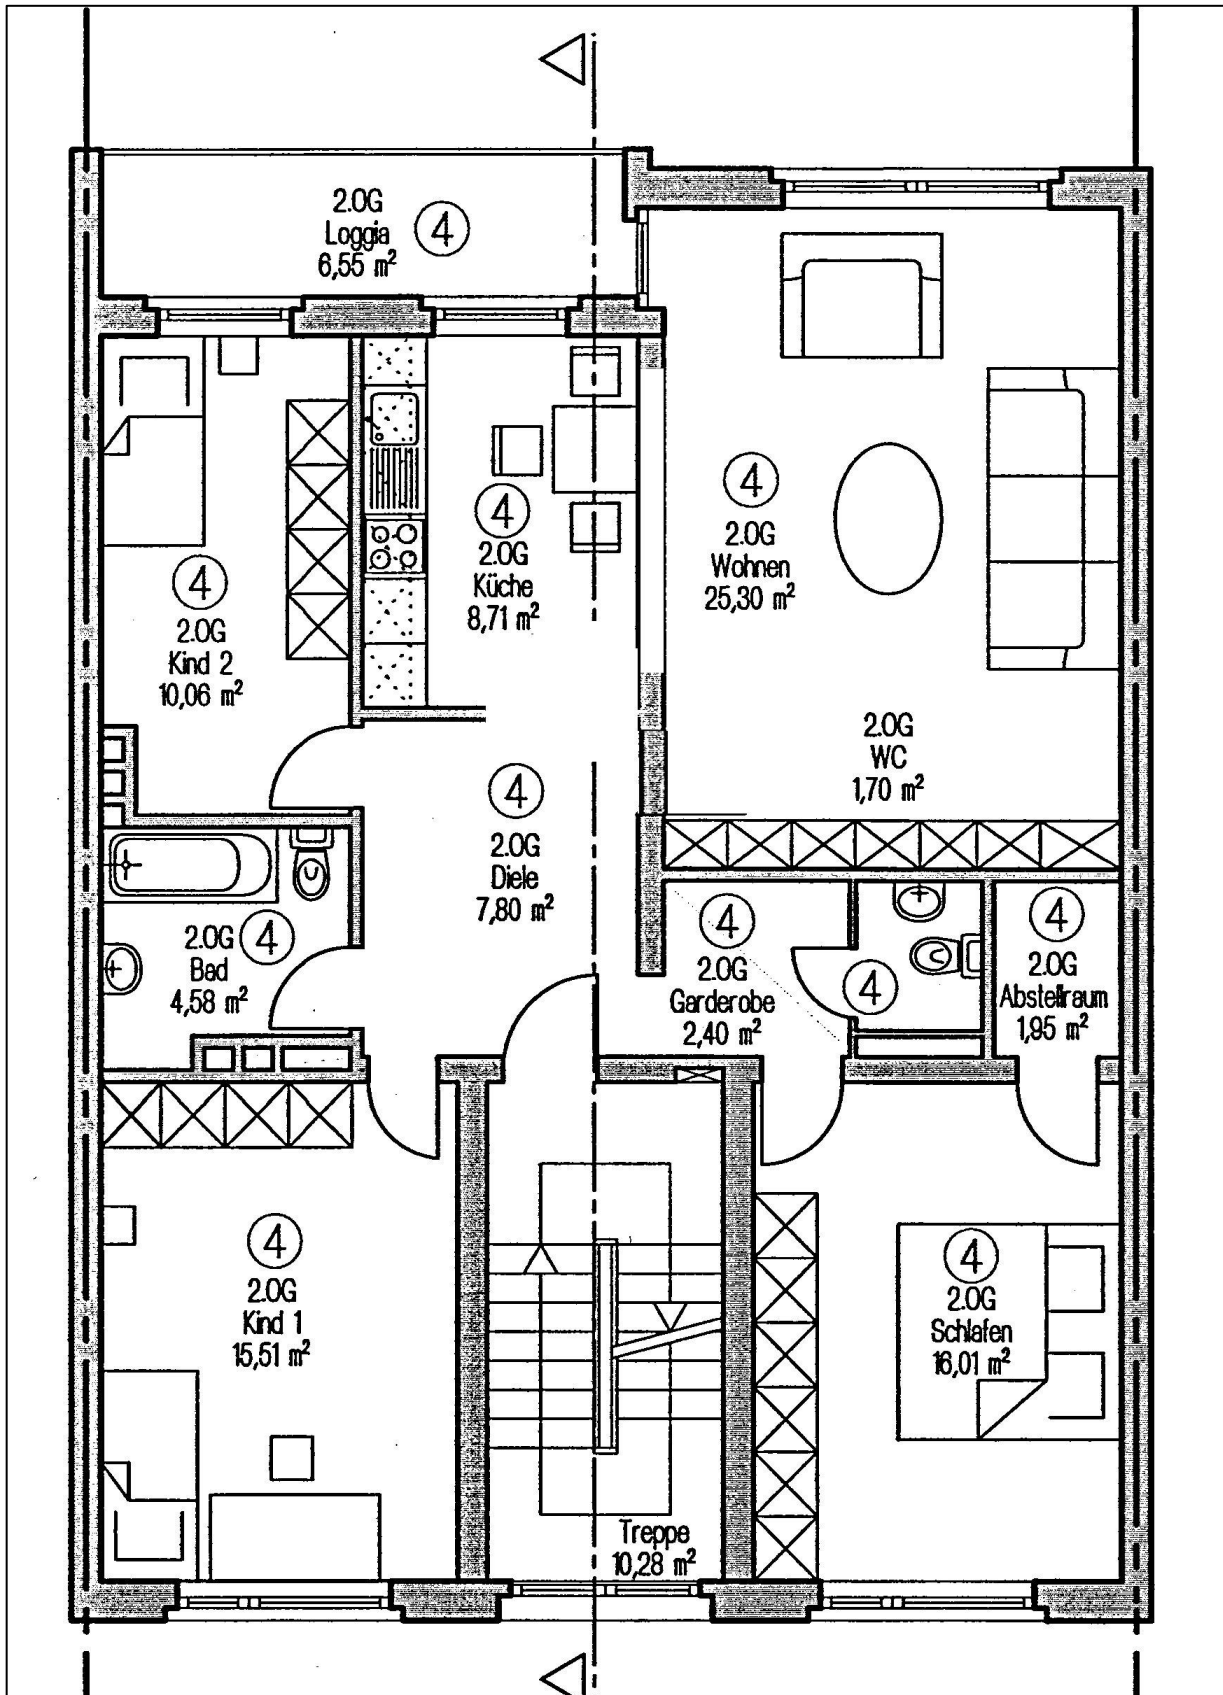 2.OG
Loggia
6,55 m²
4
4
2.OG
Wohnen
25,30 m²
4
2.OG
Küche
8,71 m²
4
2.OG
Kind 2
10,06 m²
2.OG
WC
1,70 m²
4
2.OG
Diele
7,80 m²
4
2.OG
Bad
4,58 m²
4
2.OG
Garderobe
2,40 m²
4
4
2.OG
Abstellraum
1,95 m²
4
2.OG
Kind 1
15,51 m²
4
2.OG
Schlafen
16,01 m²
Treppe
10,28 m²